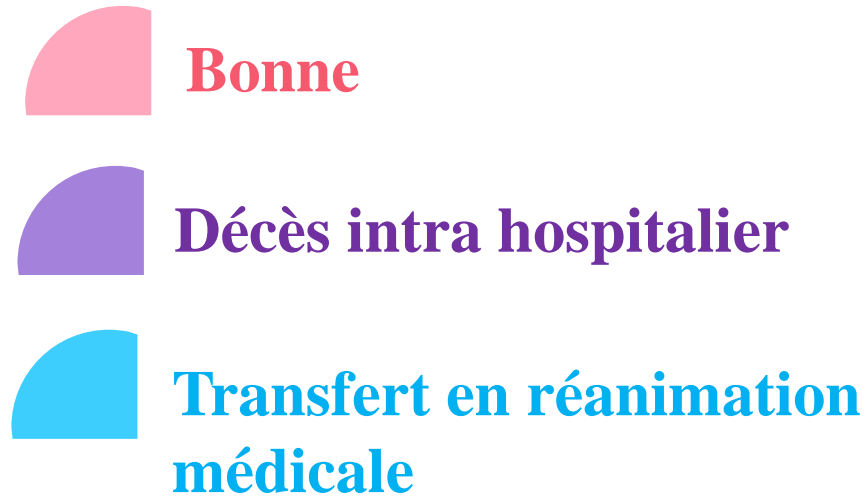 Bonne
Décès intra hospitalier
Transfert en réanimation
médicale